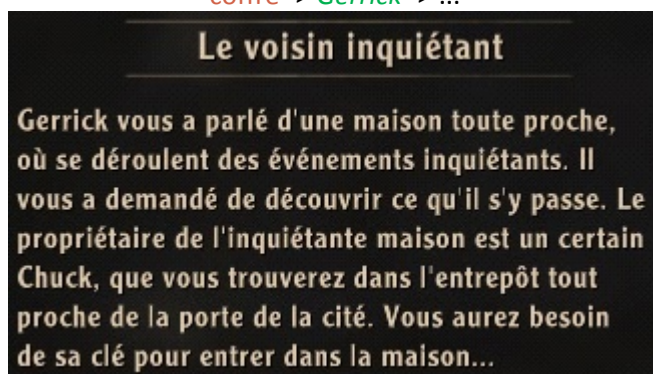 coffre -> Gerrick -> ...
Le voisin inquiétant
Gerrick vous a parlé d'une maison toute proche,
où se déroulent des événements inquiétants. Il
vous a demandé de découvrir ce qu'il s'y passe. Le
propriétaire de l'inquiétante maison est un certain
Chuck, que vous trouverez dans l'entrepôt tout
proche de la porte de la cité. Vous aurez besoin
de sa clé pour entrer dans la maison...